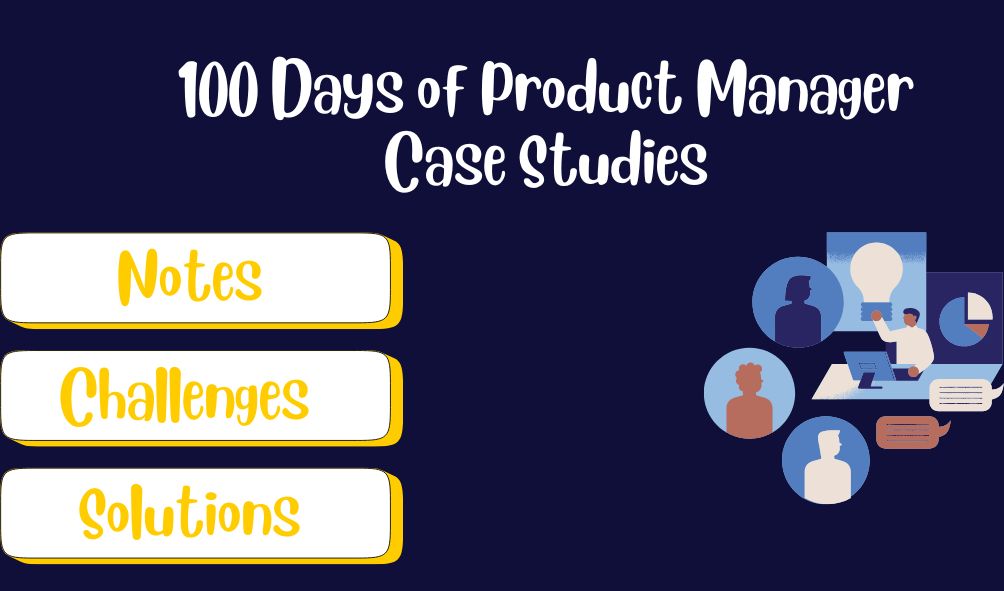 100 Days of Product Manager
Case Studies
Notes
Challenges
Solutions